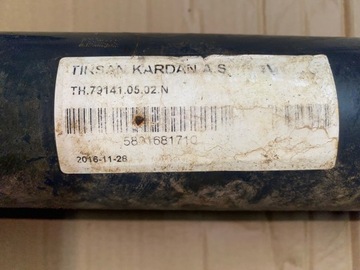 TIRSAN KARDAN A.S.
TH.79141.05.02.N
5801681710
2016-11-28